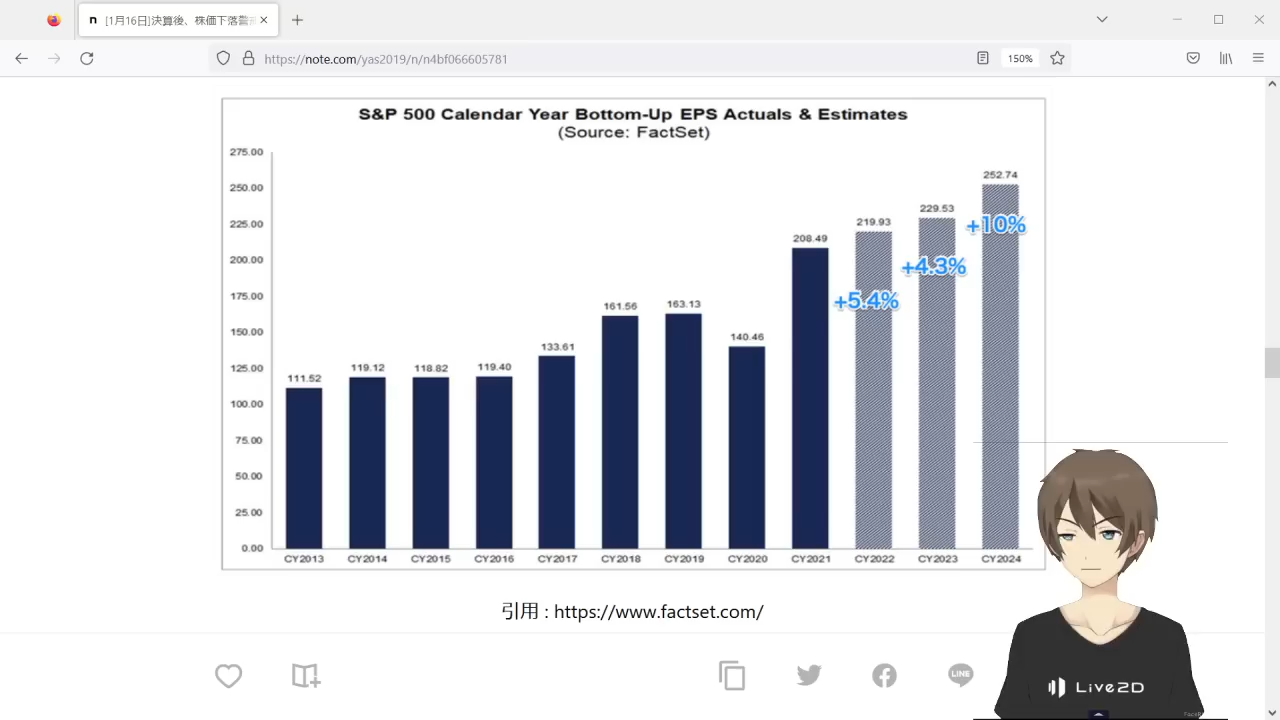 [1月16日]決算後、株価下落警
https://note.com/yas2019/n/n4bf066605781
150%
S&P 500 Calendar Year Bottom-Up EPS Actuals & Estimates
(Source: FactSet)
275.00
250.00
225.00
200.00
175.00
150.00
125.00
100.00
75.00
50.00
25.00
0.00
111.52
119.12
118.82
119.40
133.61
161.56
163.13
140.46
208.49
219.93
229.53
252.74
+5.4%
+4.3%
+10%
CY2013
CY2014
CY2015
CY2016
CY2017
CY2018
CY2019
CY2020
CY2021
CY2022
CY2023
CY2024
引用 : https://www.factset.com/
LINE
Live2D